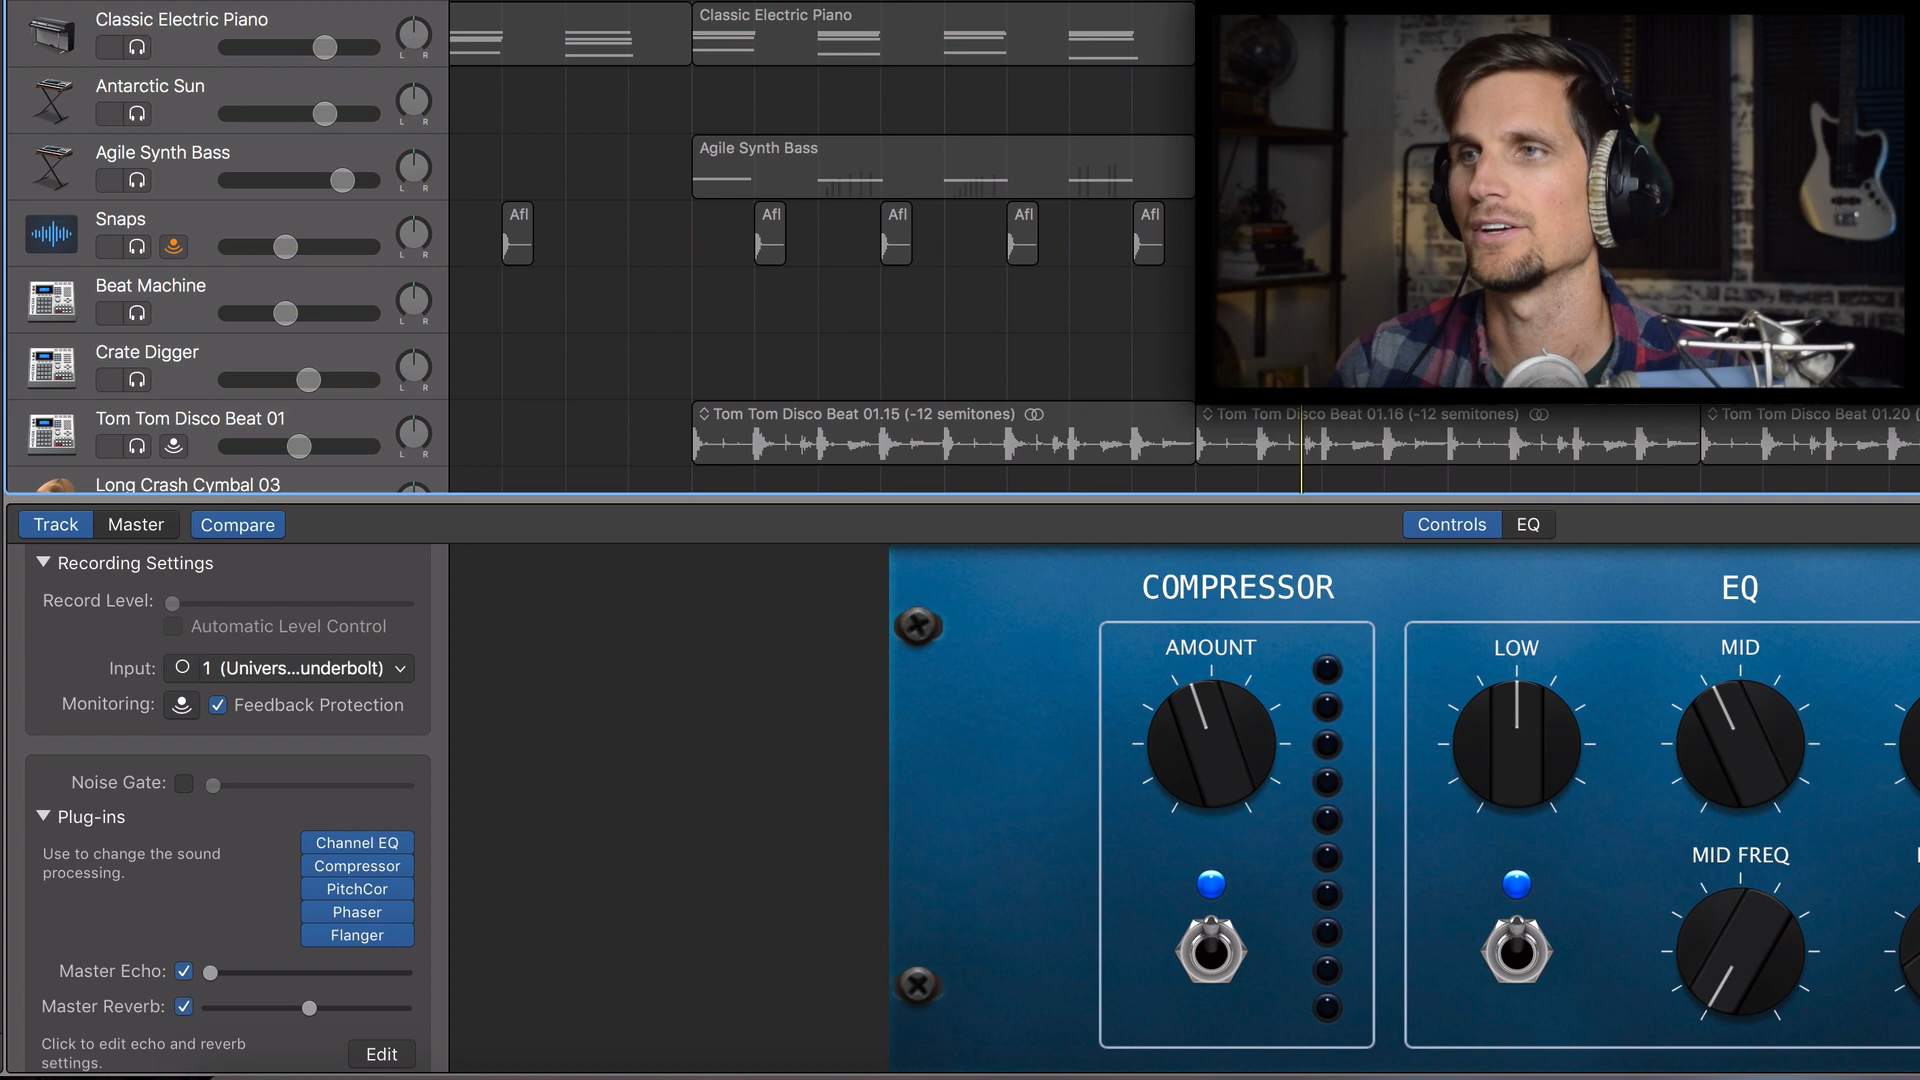 Classic Electric Piano
L R
Classic Electric Piano
Antarctic Sun
L R
Agile Synth Bass
L R
Agile Synth Bass
Snaps
L R
Afl
Afl
Afl
Afl
Afl
Beat Machine
L R
Crate Digger
L R
Tom Tom Disco Beat 01
L R
Tom Tom Disco Beat 01.15 (-12 semitones)
Tom Tom Disco Beat 01.16 (-12 semitones)
Tom Tom Disco Beat 01.20 (
Long Crash Cymbal 03
Track Master Compare
Controls EQ
Recording Settings
Record Level:
Automatic Level Control
Input: 1 (Univers...underbolt)
Monitoring: Feedback Protection
Noise Gate:
Plug-ins
Use to change the sound
processing.
Channel EQ
Compressor
PitchCor
Phaser
Flanger
Master Echo:
Master Reverb:
Click to edit echo and reverb
settings.
Edit
COMPRESSOR
AMOUNT
EQ
LOW
MID
MID FREQ